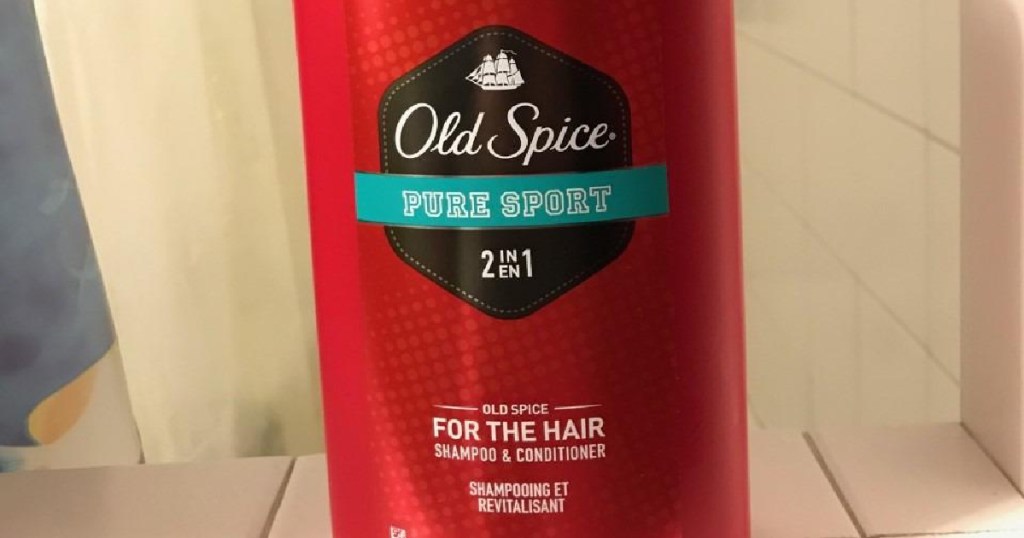 Old Spice
PURE SPORT
2 IN EN 1
OLD SPICE
FOR THE HAIR
SHAMPOO & CONDITIONER
SHAMPOOING ET
REVITALISANT